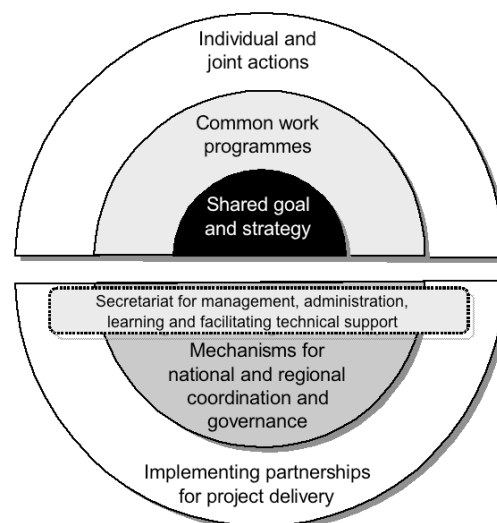 Individual and
joint actions
Common work
programmes
Shared goal
and strategy
Secretariat for management, administration,
learning and facilitating technical support
Mechanisms for
national and regional
coordination and
governance
Implementing partnerships
for project delivery